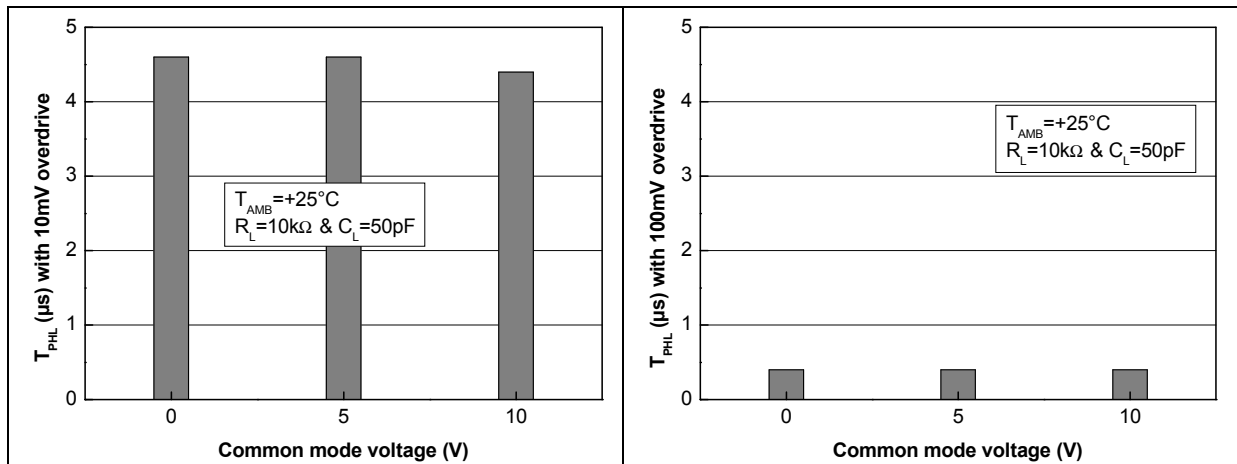 T_PHL (µs) with 10mV overdrive
5
4
3
2
1
0
T_AMB=+25°C
R_L=10kΩ & C_L=50pF
0 5 10
Common mode voltage (V)
T_PHL (µs) with 100mV overdrive
5
4
3
2
1
0
T_AMB=+25°C
R_L=10kΩ & C_L=50pF
0 5 10
Common mode voltage (V)